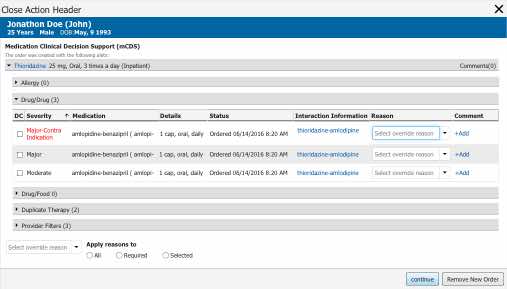 Close Action Header
Jonathon Doe (John)
25 Years Male DOB:May, 9 1993
Medication Clinical Decision Support (mCDS)
The order was created with the following alerts:
Thioridazine 25 mg, Oral, 3 times a day (Inpatient) Comments(0)
Allergy (0)
Drug/Drug (3)
DC Severity Medication Details Status Interaction Information Reason Comment
Major-Contra Indication amlopidine-benazipril ( amlopi- 1 cap, oral, daily Ordered 06/14/2016 8:20 AM thioridazine-amlodipine Select override reason +Add
Major amlopidine-benazipril ( amlopi- 1 cap, oral, daily Ordered 06/14/2016 8:20 AM thioridazine-amlodipine Select override reason +Add
Moderate amlopidine-benazipril ( amlopi- 1 cap, oral, daily Ordered 06/14/2016 8:20 AM thioridazine-amlodipine Select override reason +Add
Drug/Food 0)
Duplicate Therapy (2)
Provider Filters (3)
Select override reason Apply reasons to
All Required Selected
continue Remove New Order